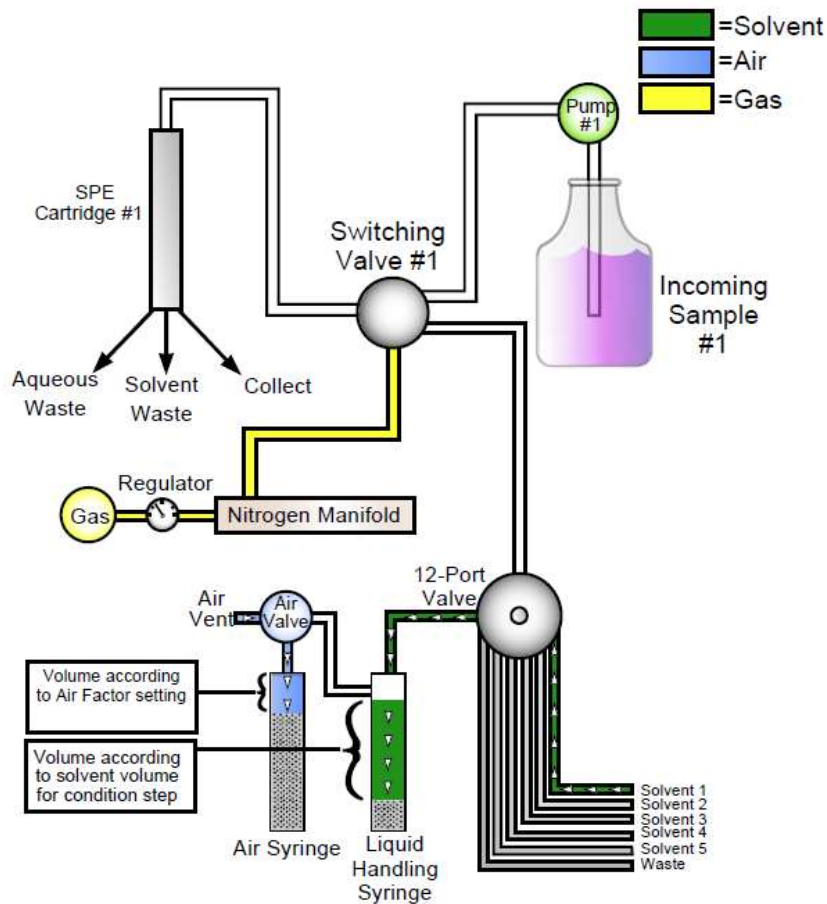 =Solvent
=Air
=Gas
Pump
#1
SPE
Cartridge #1
Switching
Valve #1
Incoming
Sample
#1
Aqueous
Waste
Solvent
Waste
Collect
Regulator
Gas
Nitrogen Manifold
12-Port
Valve
Air
Vent
Air
Valve
Volume according
to Air Factor setting
Volume according
to solvent volume
for condition step
Solvent 1
Solvent 2
Solvent 3
Solvent 4
Solvent 5
Waste
Air Syringe
Liquid
Handling
Syringe